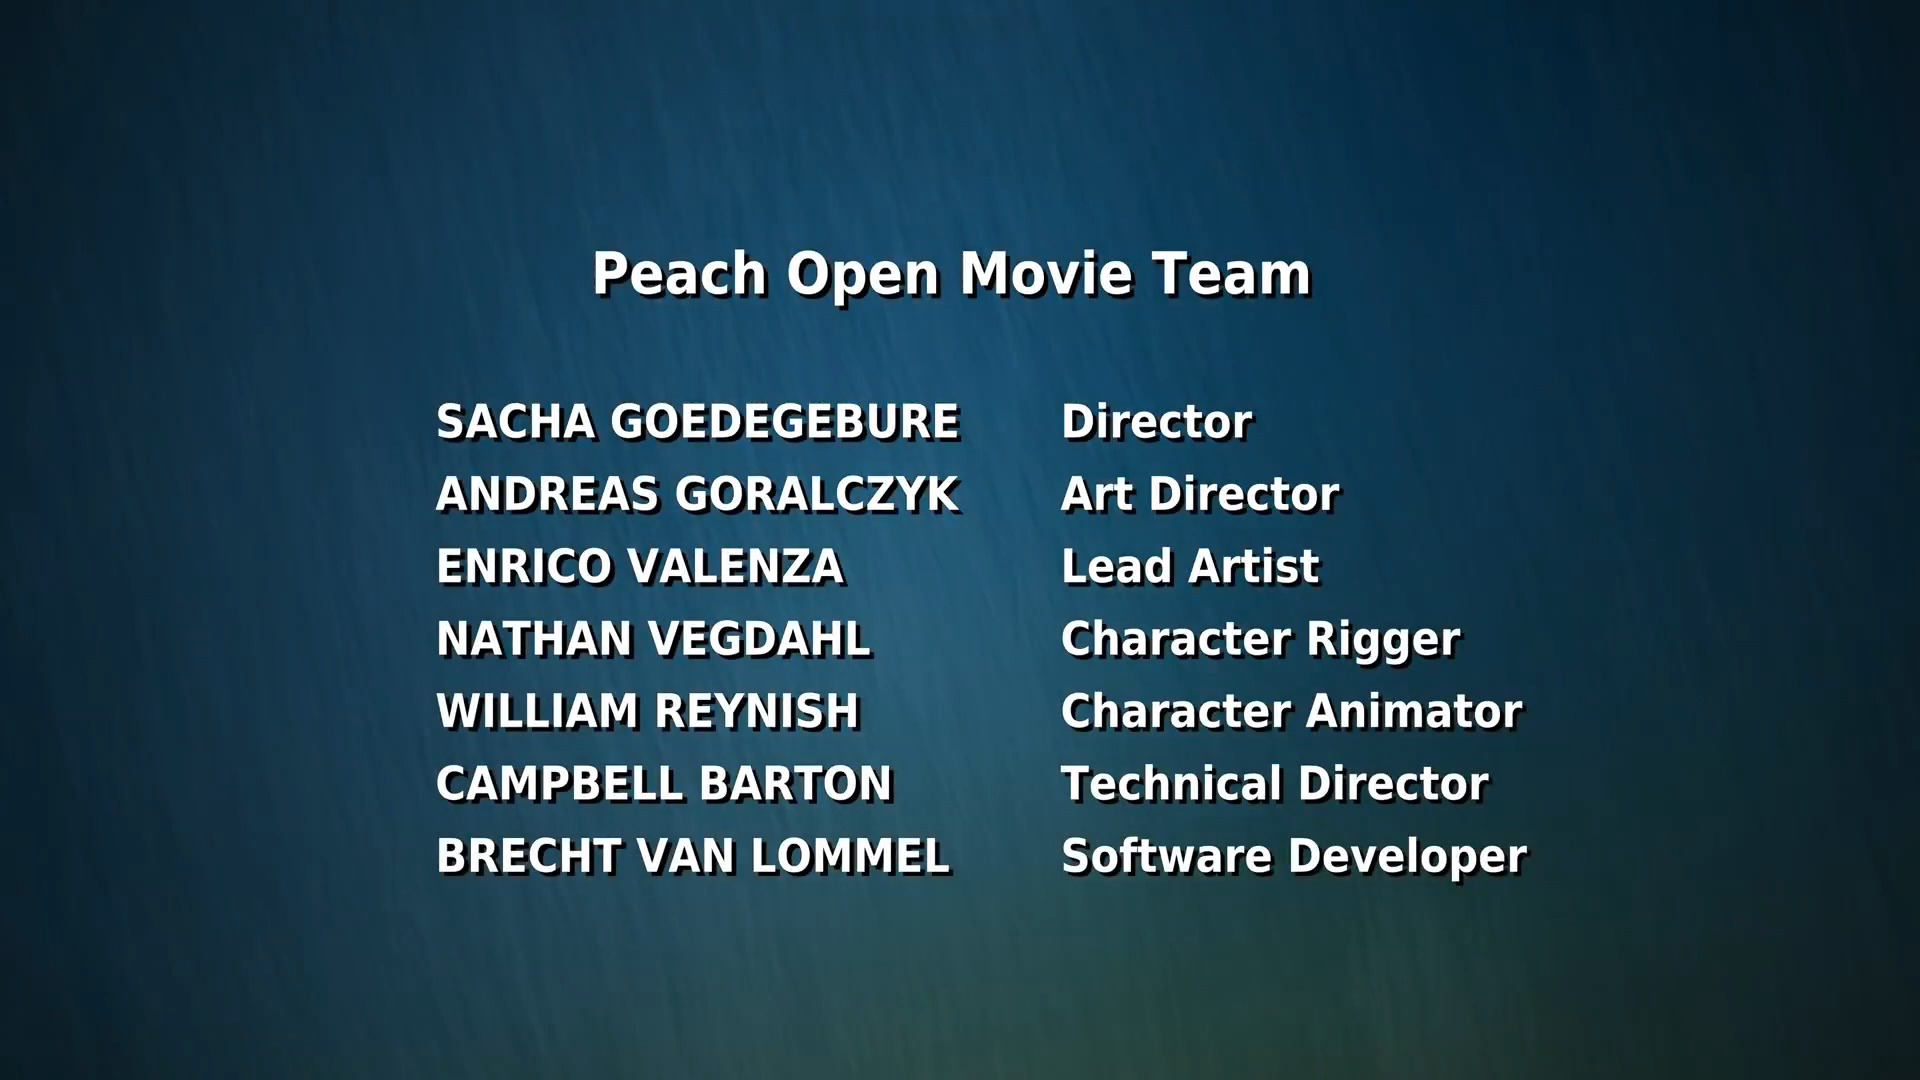 Peach Open Movie Team
SACHA GOEDEGEBURE Director
ANDREAS GORALCZYK Art Director
ENRICO VALENZA Lead Artist
NATHAN VEGDAHL Character Rigger
WILLIAM REYNISH Character Animator
CAMPBELL BARTON Technical Director
BRECHT VAN LOMMEL Software Developer